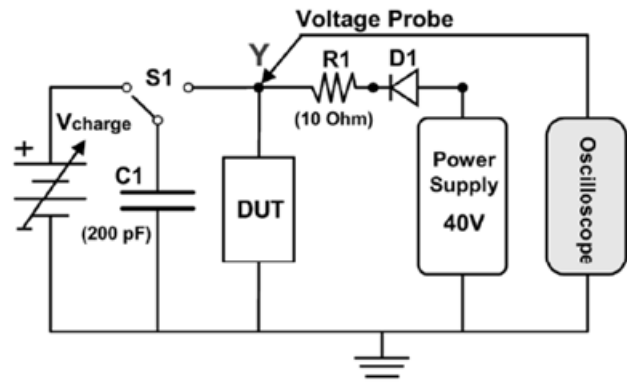 Voltage Probe
Y
R1
D1
S1
(10 Ohm)
Vcharge
+
C1
(200 pF)
DUT
Power
Supply
40V
Oscilloscope